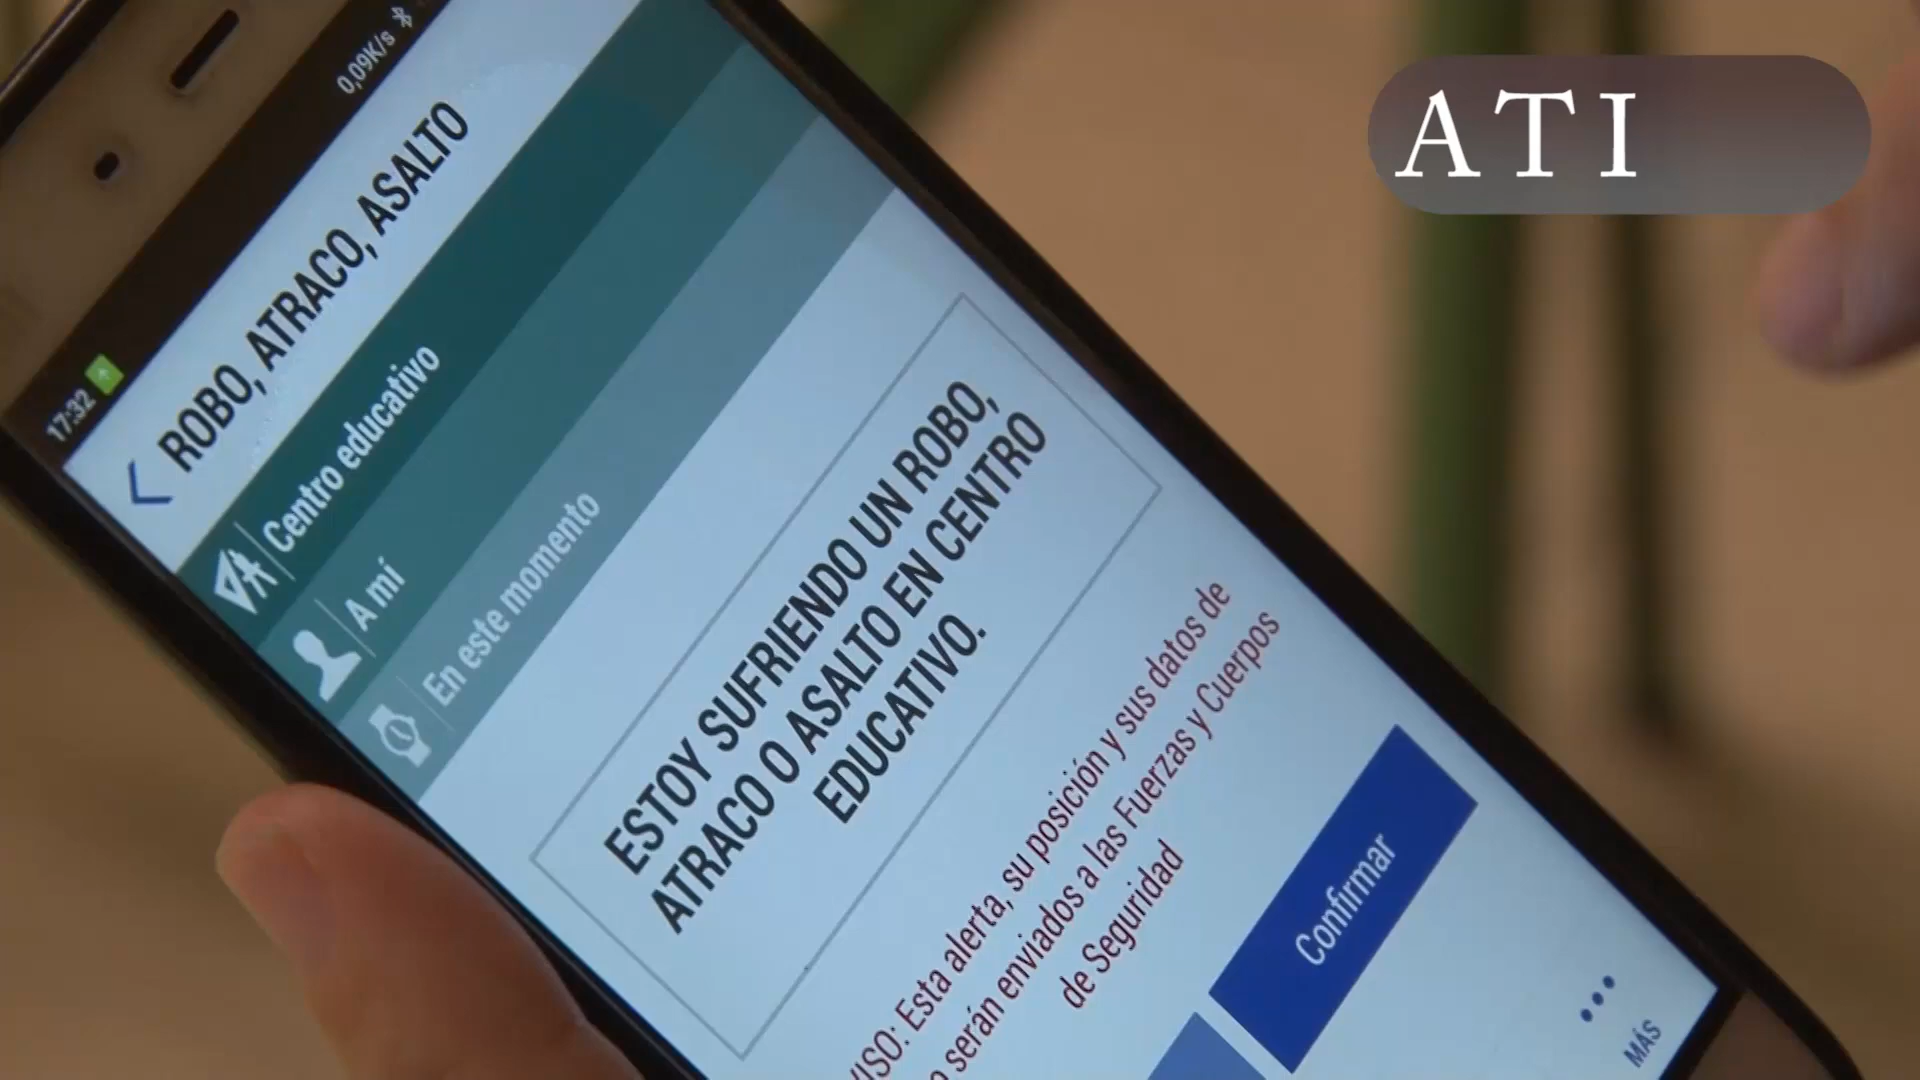 ATI
17:32
0,09K/s
ROBO, ATRACO, ASALTO
Centro educativo
A mí
En este momento
ESTOY SUFRIENDO UN ROBO,
ATRACO O ASALTO EN CENTRO
EDUCATIVO.
Esta alerta, su posición y sus datos de
serán enviados a las Fuerzas y Cuerpos
de Seguridad
Confirmar
MÁS